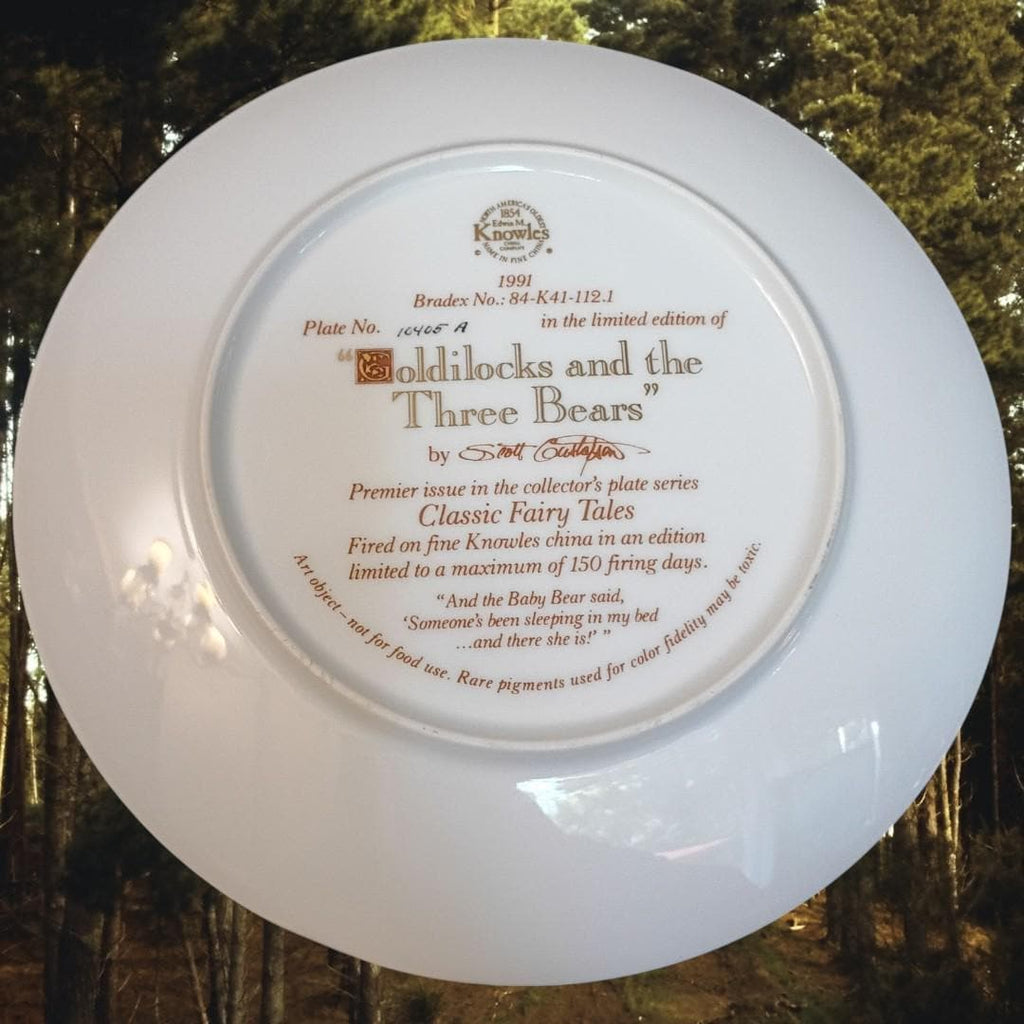 NORTH AMERICA'S OLDEST
1854
Edwin M.
Knowles
CHINA
COMPANY
NAME IN FINE CHINA
1991
Bradex No.: 84-K41-112.1
Plate No. 10405 A in the limited edition of
“Goldilocks and the
Three Bears”
by Scott Gustafson
Premier issue in the collector's plate series
Classic Fairy Tales
Fired on fine Knowles china in an edition
limited to a maximum of 150 firing days.
“And the Baby Bear said,
‘Someone's been sleeping in my bed
...and there she is!’ ”
Art object – not for food use. Rare pigments used for color fidelity may be toxic.